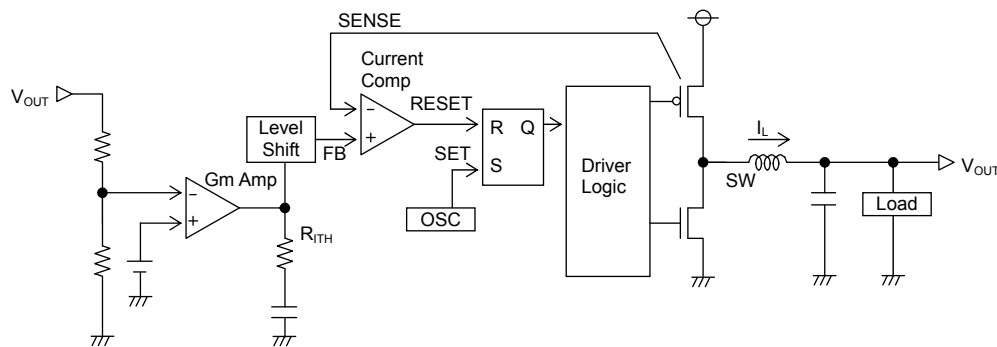 SENSE
Current
Comp
VOUT
−
+
RESET
Level
Shift
FB
SET
R Q
S
Driver
Logic
IL
SW
VOUT
Load
Gm Amp
−
+
OSC
RITH